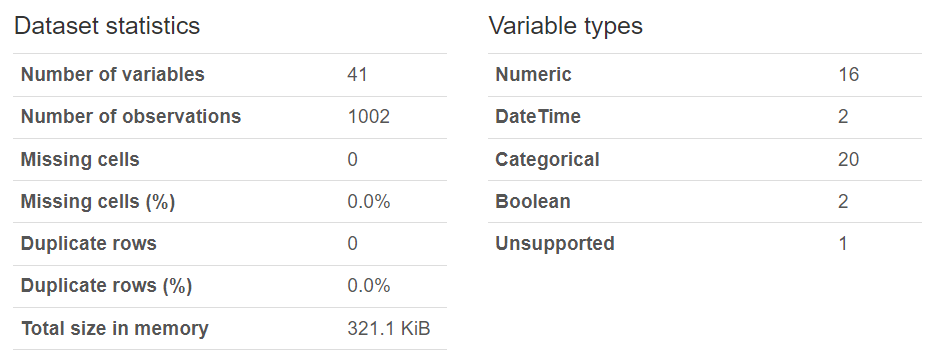 Dataset statistics
Number of variables 41
Number of observations 1002
Missing cells 0
Missing cells (%) 0.0%
Duplicate rows 0
Duplicate rows (%) 0.0%
Total size in memory 321.1 KiB
Variable types
Numeric 16
DateTime 2
Categorical 20
Boolean 2
Unsupported 1